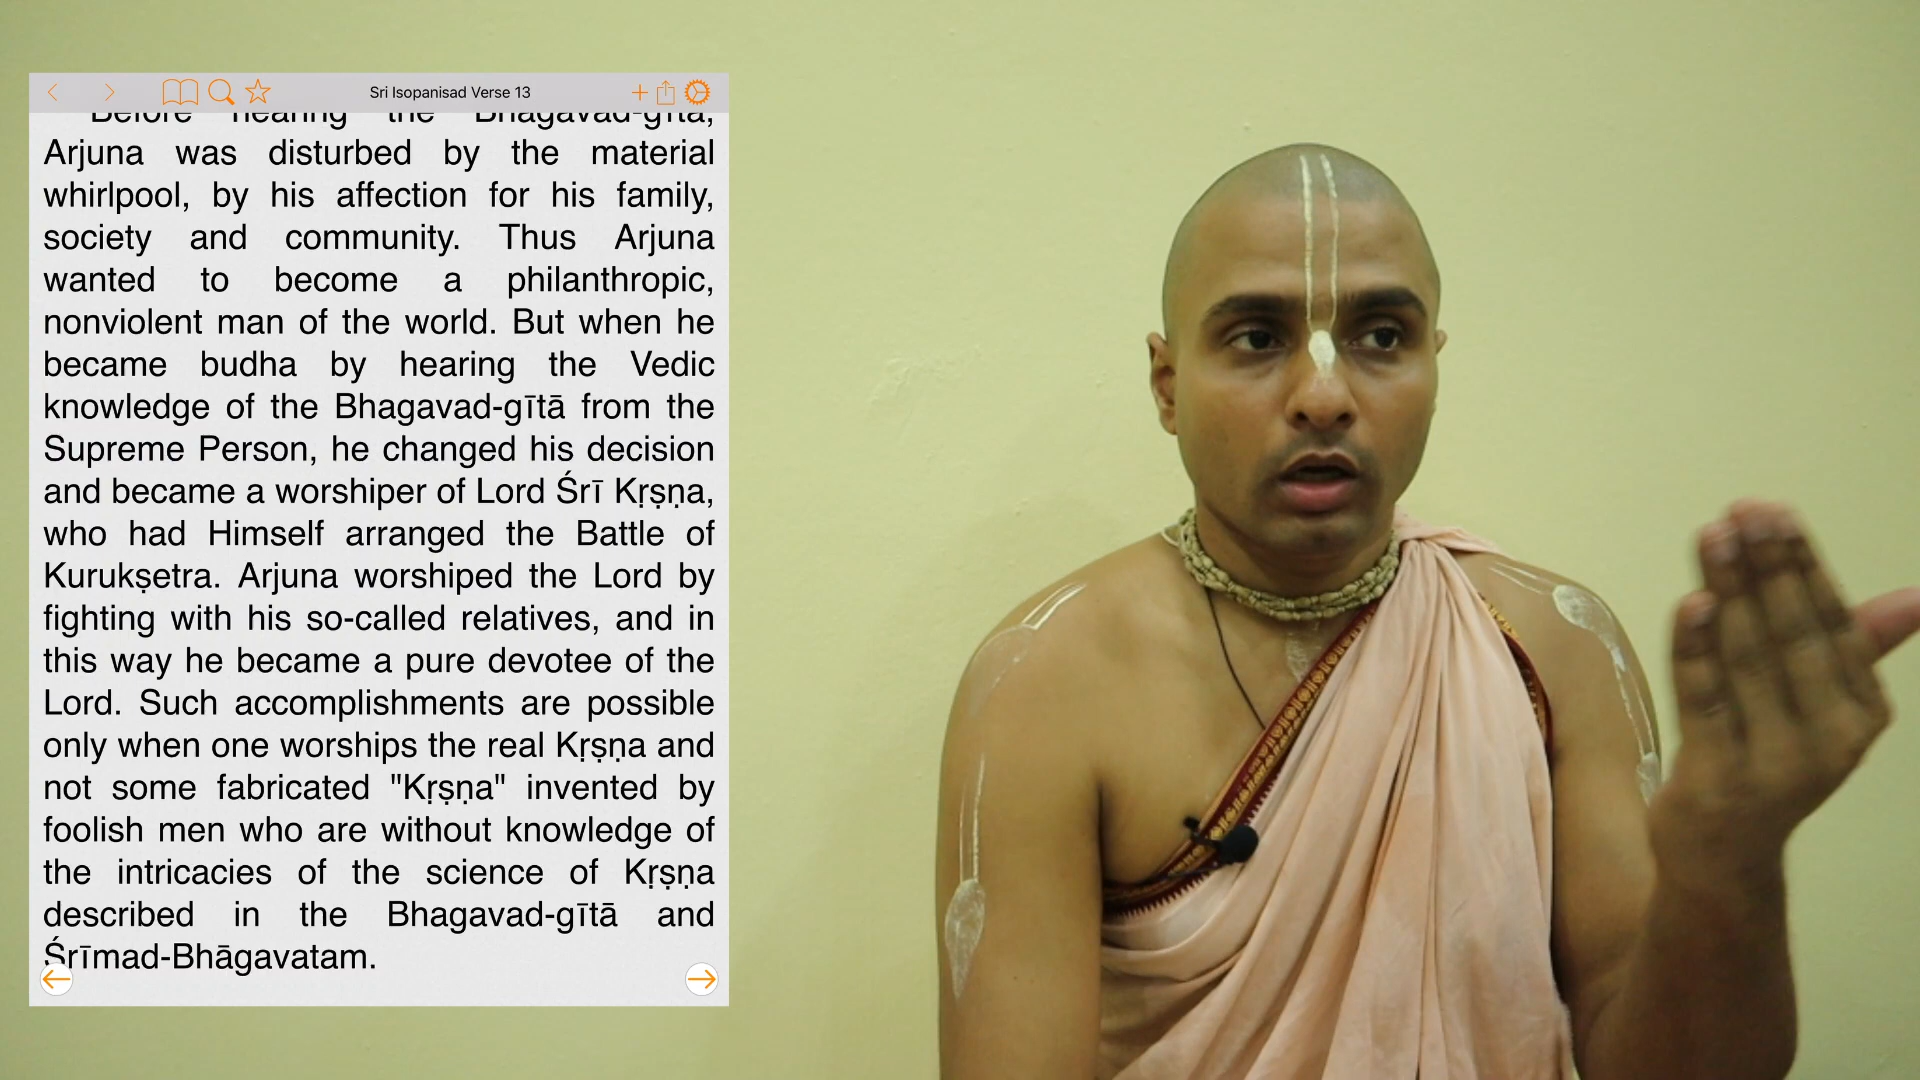 Sri Isopanisad Verse 13
Before hearing the Bhagavad-gītā,
Arjuna was disturbed by the material
whirlpool, by his affection for his family,
society and community. Thus Arjuna
wanted to become a philanthropic,
nonviolent man of the world. But when he
became budha by hearing the Vedic
knowledge of the Bhagavad-gītā from the
Supreme Person, he changed his decision
and became a worshiper of Lord Śrī Kṛṣṇa,
who had Himself arranged the Battle of
Kurukṣetra. Arjuna worshiped the Lord by
fighting with his so-called relatives, and in
this way he became a pure devotee of the
Lord. Such accomplishments are possible
only when one worships the real Kṛṣṇa and
not some fabricated "Kṛṣṇa" invented by
foolish men who are without knowledge of
the intricacies of the science of Kṛṣṇa
described in the Bhagavad-gītā and
Śrīmad-Bhāgavatam.